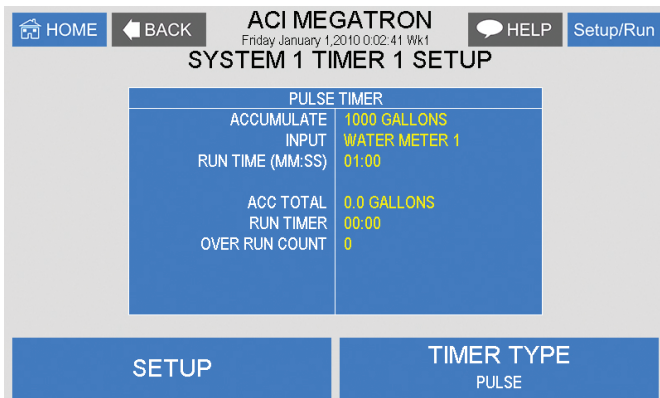 HOME
BACK
ACI MEGATRON
Friday January 1,2010 0:02:41 Wk1
HELP
Setup/Run
SYSTEM 1 TIMER 1 SETUP
PULSE TIMER
ACCUMULATE 1000 GALLONS
INPUT WATER METER 1
RUN TIME (MM:SS) 01:00
ACC TOTAL 0.0 GALLONS
RUN TIMER 00:00
OVER RUN COUNT 0
SETUP
TIMER TYPE
PULSE